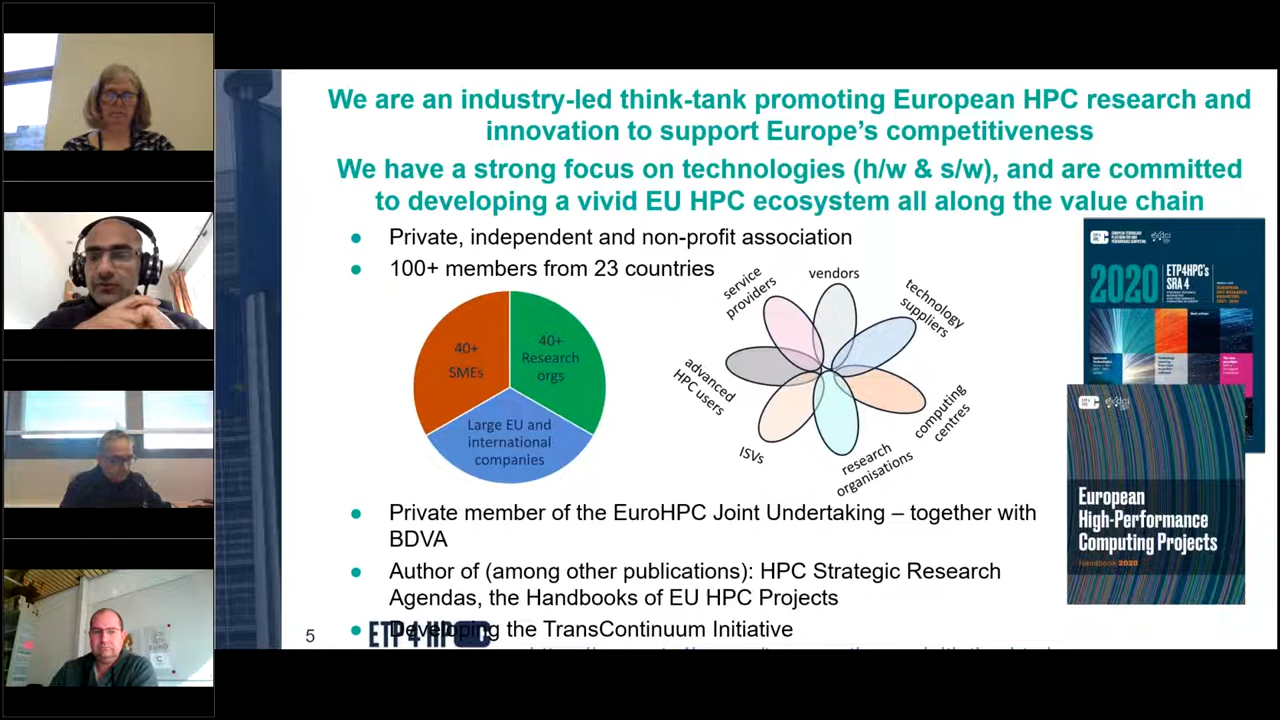 We are an industry-led think-tank promoting European HPC research and
innovation to support Europe's competitiveness
We have a strong focus on technologies (h/w & s/w), and are committed
to developing a vivid EU HPC ecosystem all along the value chain
● Private, independent and non-profit association
● 100+ members from 23 countries
40+
SMEs
40+
Research
orgs
Large EU and
international
companies
service
providers
vendors
technology
suppliers
advanced
HPC users
computing
centres
ISVs
research
organisations
2020
ETP4HPC's
SRA 4
European
High-Performance
Computing Projects
Handbook 2020
● Private member of the EuroHPC Joint Undertaking – together with
BDVA
● Author of (among other publications): HPC Strategic Research
Agendas, the Handbooks of EU HPC Projects
● Developing the TransContinuum Initiative
5
ETP4HPC